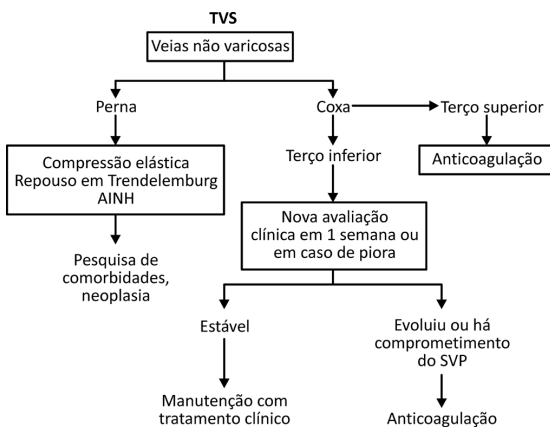 TVS
Veias não varicosas
Perna
Coxa
Terço superior
Compressão elástica
Repouso em Trendelemburg
AINH
Terço inferior
Anticoagulação
Nova avaliação
clínica em 1 semana ou
em caso de piora
Pesquisa de
comorbidades,
neoplasia
Estável
Evoluiu ou há
comprometimento
do SVP
Manutenção com
tratamento clínico
Anticoagulação